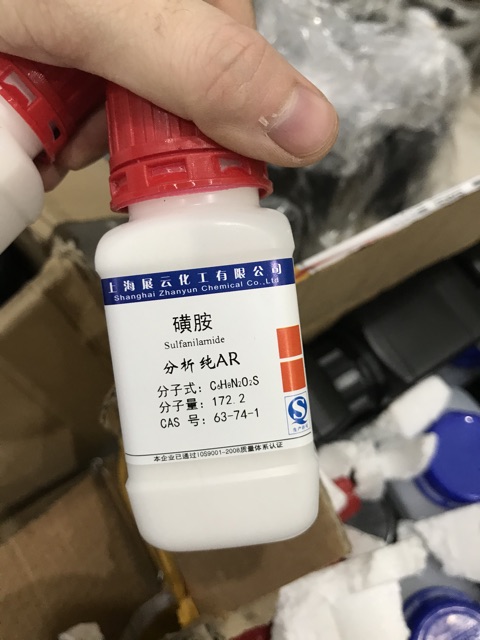 上海展云化工有限公司
Shanghai Zhanyun Chemical Co.,Ltd
磺胺
Sulfanilamide
分析纯AR
分子式：C₆H₈N₂O₂S
分子量：172.2
CAS 号：63-74-1
本企业已通过IOS9001-2008质量体系认证